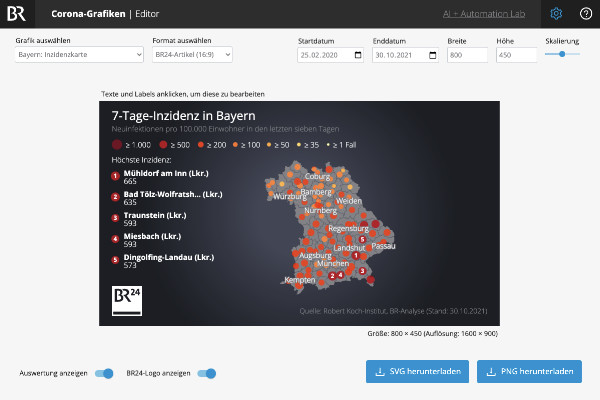 BR Corona-Grafiken | Editor AI + Automation Lab
Grafik auswählen Format auswählen Startdatum Enddatum Breite Höhe Skalierung
Bayern: Inzidenzkarte BR24-Artikel (16:9) 25.02.2020 30.10.2021 800 450
Texte und Labels anklicken, um diese zu bearbeiten
7-Tage-Inzidenz in Bayern
Neuinfektionen pro 100.000 Einwohner in den letzten sieben Tagen
≥ 1.000 ≥ 500 ≥ 200 ≥ 100 ≥ 50 ≥ 35 ≥ 1 Fall
Höchste Inzidenz:
1 Mühldorf am Inn (Lkr.)
665
2 Bad Tölz-Wolfratsh... (Lkr.)
635
3 Traunstein (Lkr.)
593
4 Miesbach (Lkr.)
593
5 Dingolfing-Landau (Lkr.)
573
Coburg
Bamberg
Würzburg
Weiden
Nürnberg
Regensburg
5
Landshut Passau
Augsburg 1
München
3
2 4
Kempten
BR24
Quelle: Robert Koch-Institut, BR-Analyse (Stand: 30.10.2021)
Größe: 800 × 450 (Auflösung: 1600 × 900)
Auswertung anzeigen BR24-Logo anzeigen SVG herunterladen PNG herunterladen